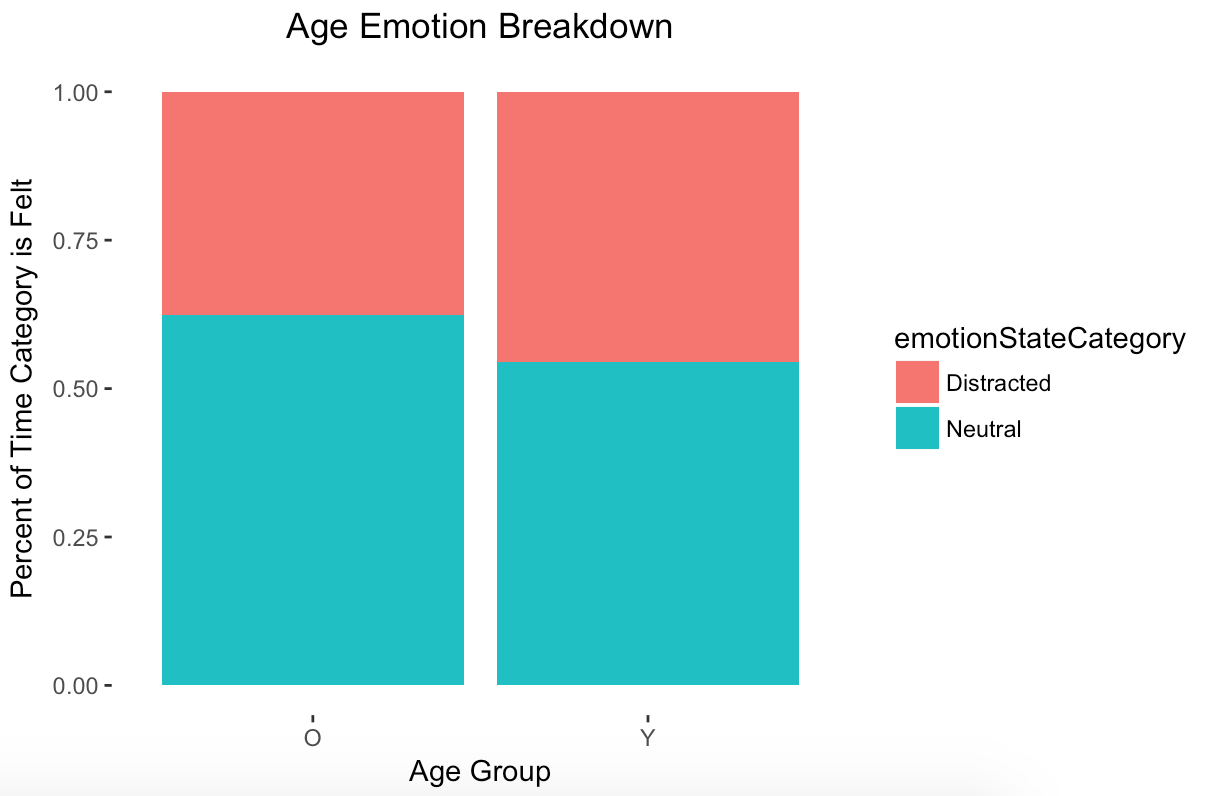 Age Emotion Breakdown
Percent of Time Category is Felt
1.00
0.75
0.50
0.25
0.00
O
Y
Age Group
emotionStateCategory
Distracted
Neutral